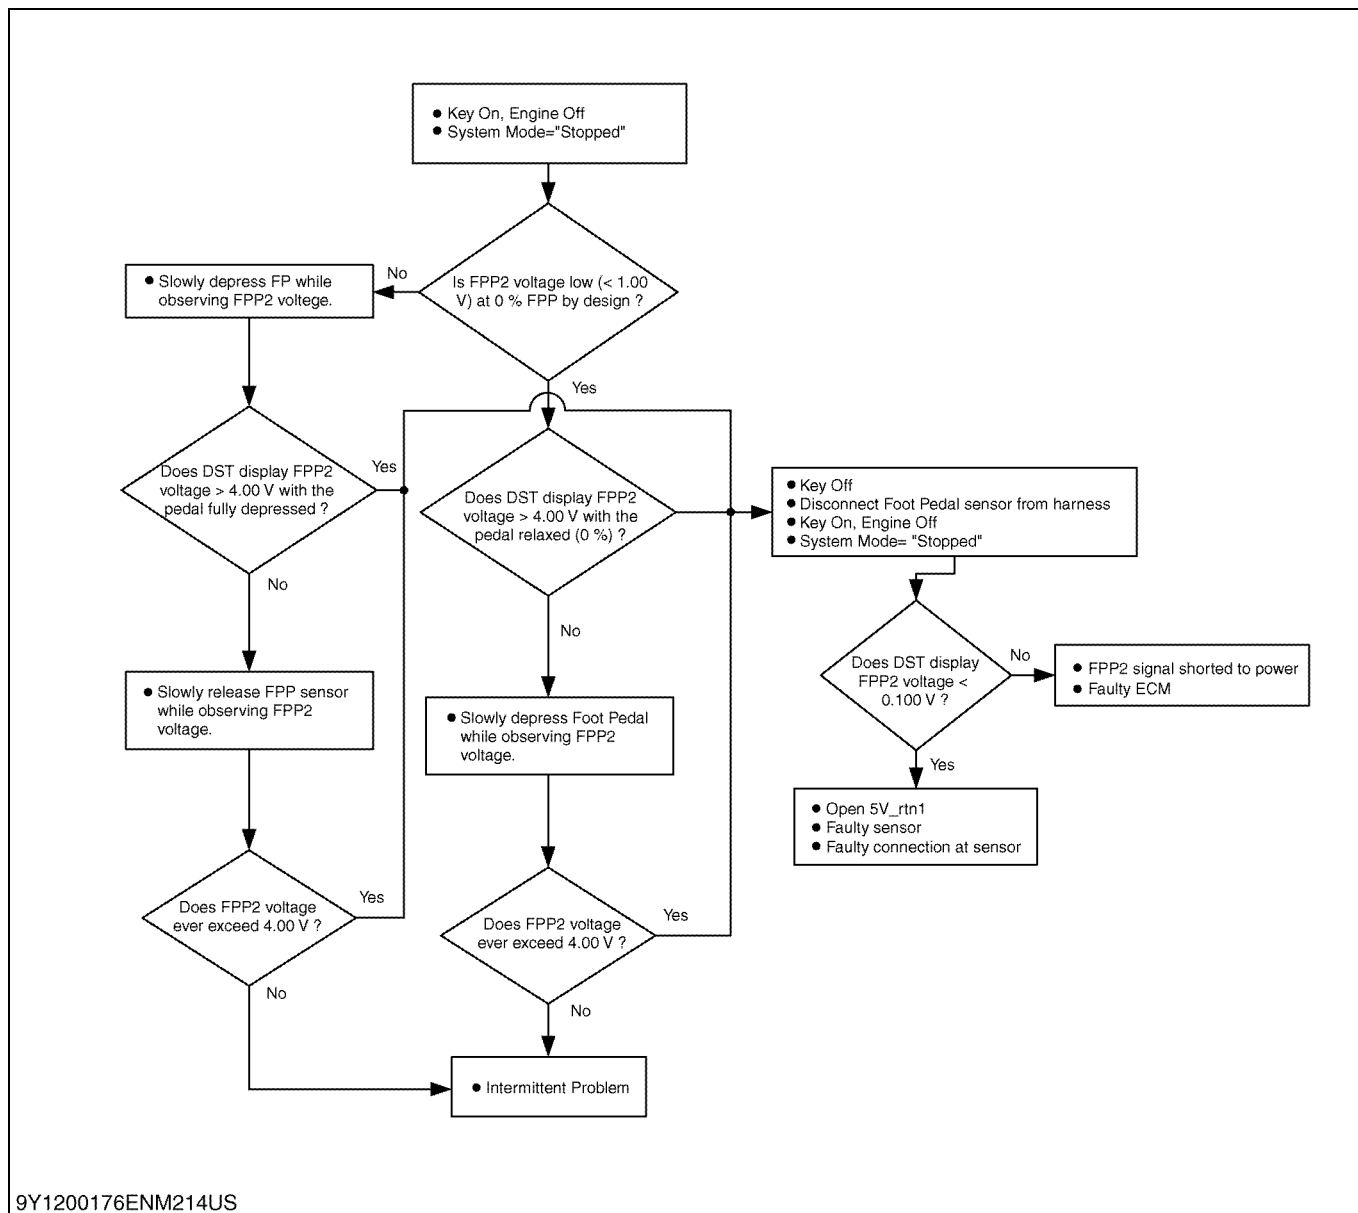 ● Key On, Engine Off
● System Mode="Stopped"
Is FPP2 voltage low (< 1.00
V) at 0 % FPP by design ?
No
● Slowly depress FP while
observing FPP2 voltege.
Yes
Does DST display FPP2
voltage > 4.00 V with the
pedal fully depressed ?
Yes
No
Does DST display FPP2
voltage > 4.00 V with the
pedal relaxed (0 %) ?
No
● Key Off
● Disconnect Foot Pedal sensor from harness
● Key On, Engine Off
● System Mode= "Stopped"
● Slowly release FPP sensor
while observing FPP2
voltage.
● Slowly depress Foot Pedal
while observing FPP2
voltage.
Does DST display
FPP2 voltage <
0.100 V ?
No
● FPP2 signal shorted to power
● Faulty ECM
Yes
● Open 5V_rtn1
● Faulty sensor
● Faulty connection at sensor
Does FPP2 voltage
ever exceed 4.00 V ?
Yes
No
Does FPP2 voltage
ever exceed 4.00 V ?
Yes
No
● Intermittent Problem
9Y1200176ENM214US